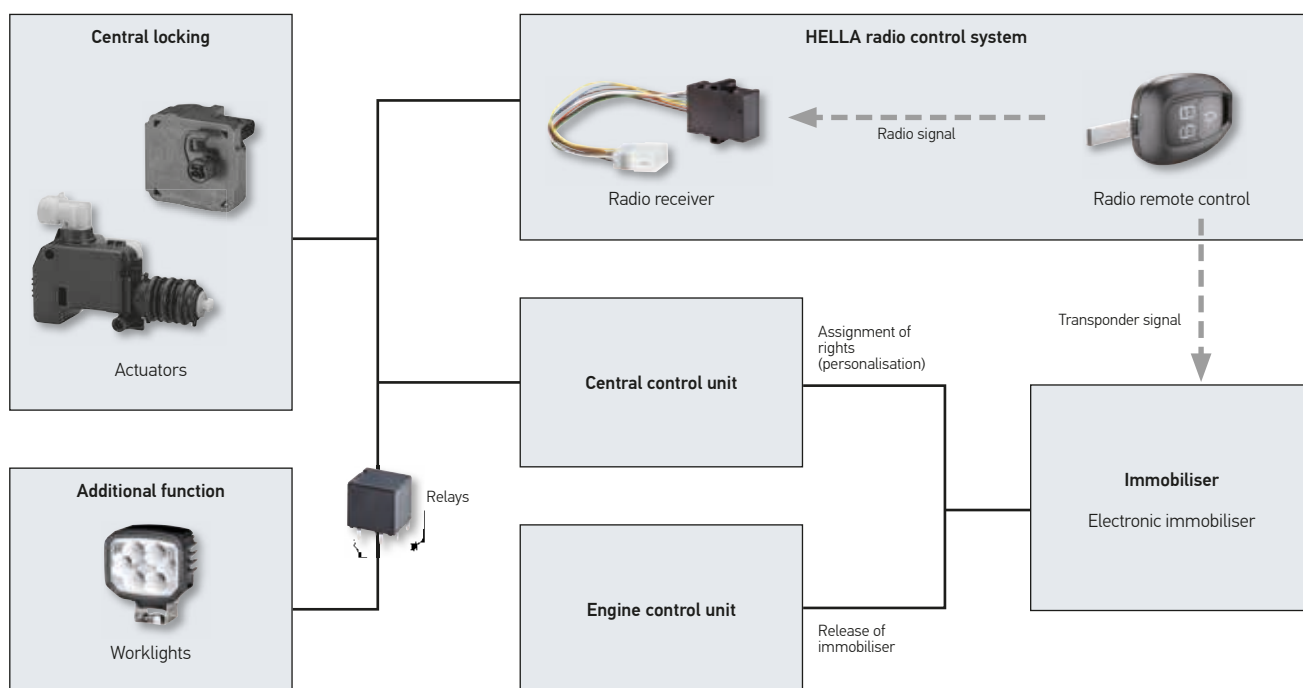 Central locking
Actuators
HELLA radio control system
Radio receiver
Radio signal
Radio remote control
Transponder signal
Central control unit
Assignment of
rights
(personalisation)
Immobiliser
Electronic immobiliser
Additional function
Worklights
Relays
Engine control unit
Release of
immobiliser